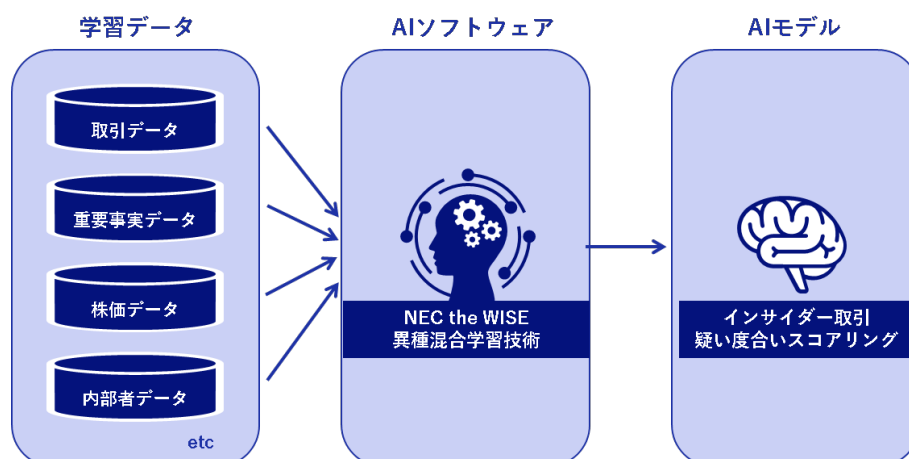 学習データ
AIソフトウェア
AIモデル
取引データ
重要事実データ
株価データ
内部者データ
etc
NEC the WISE
異種混合学習技術
インサイダー取引
疑い度合いスコアリング